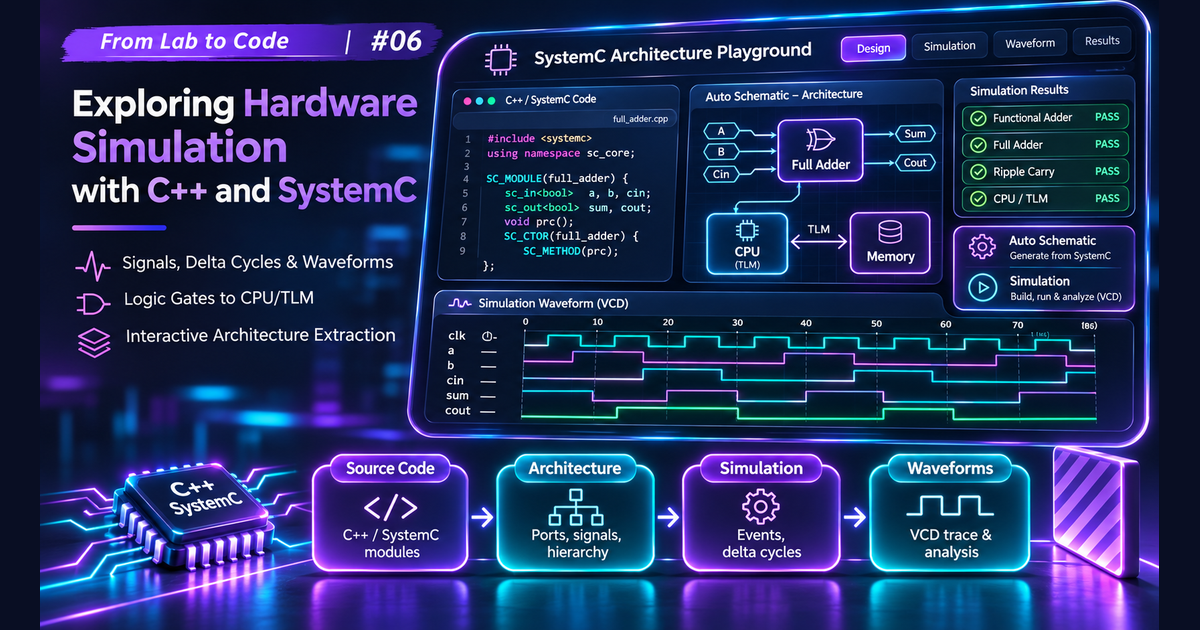 From Lab to Code | #06
Exploring Hardware
Simulation
with C++ and SystemC
Signals, Delta Cycles & Waveforms
Logic Gates to CPU/TLM
Interactive Architecture Extraction
SystemC Architecture Playground
Design
Simulation
Waveform
Results
C++ / SystemC Code
full_adder.cpp
1 #include <systemc>
2 using namespace sc_core;
3
4 SC_MODULE(full_adder) {
5 sc_in<bool> a, b, cin;
6 sc_out<bool> sum, cout;
7 void prc();
8 SC_CTOR(full_adder) {
9 SC_METHOD(prc);
};
Auto Schematic – Architecture
A
B
Cin
Full Adder
Sum
Cout
CPU
(TLM)
TLM
Memory
Simulation Results
Functional Adder PASS
Full Adder PASS
Ripple Carry PASS
CPU / TLM PASS
Auto Schematic
Generate from SystemC
Simulation
Build, run & analyze (VCD)
Simulation Waveform (VCD)
0 10 20 30 40 50 60 70
clk
a
b
cin
sum
cout
C++
SystemC
Source Code
</>
C++ / SystemC
modules
Architecture
Ports, signals,
hierarchy
Simulation
Events,
delta cycles
Waveforms
VCD trace &
analysis